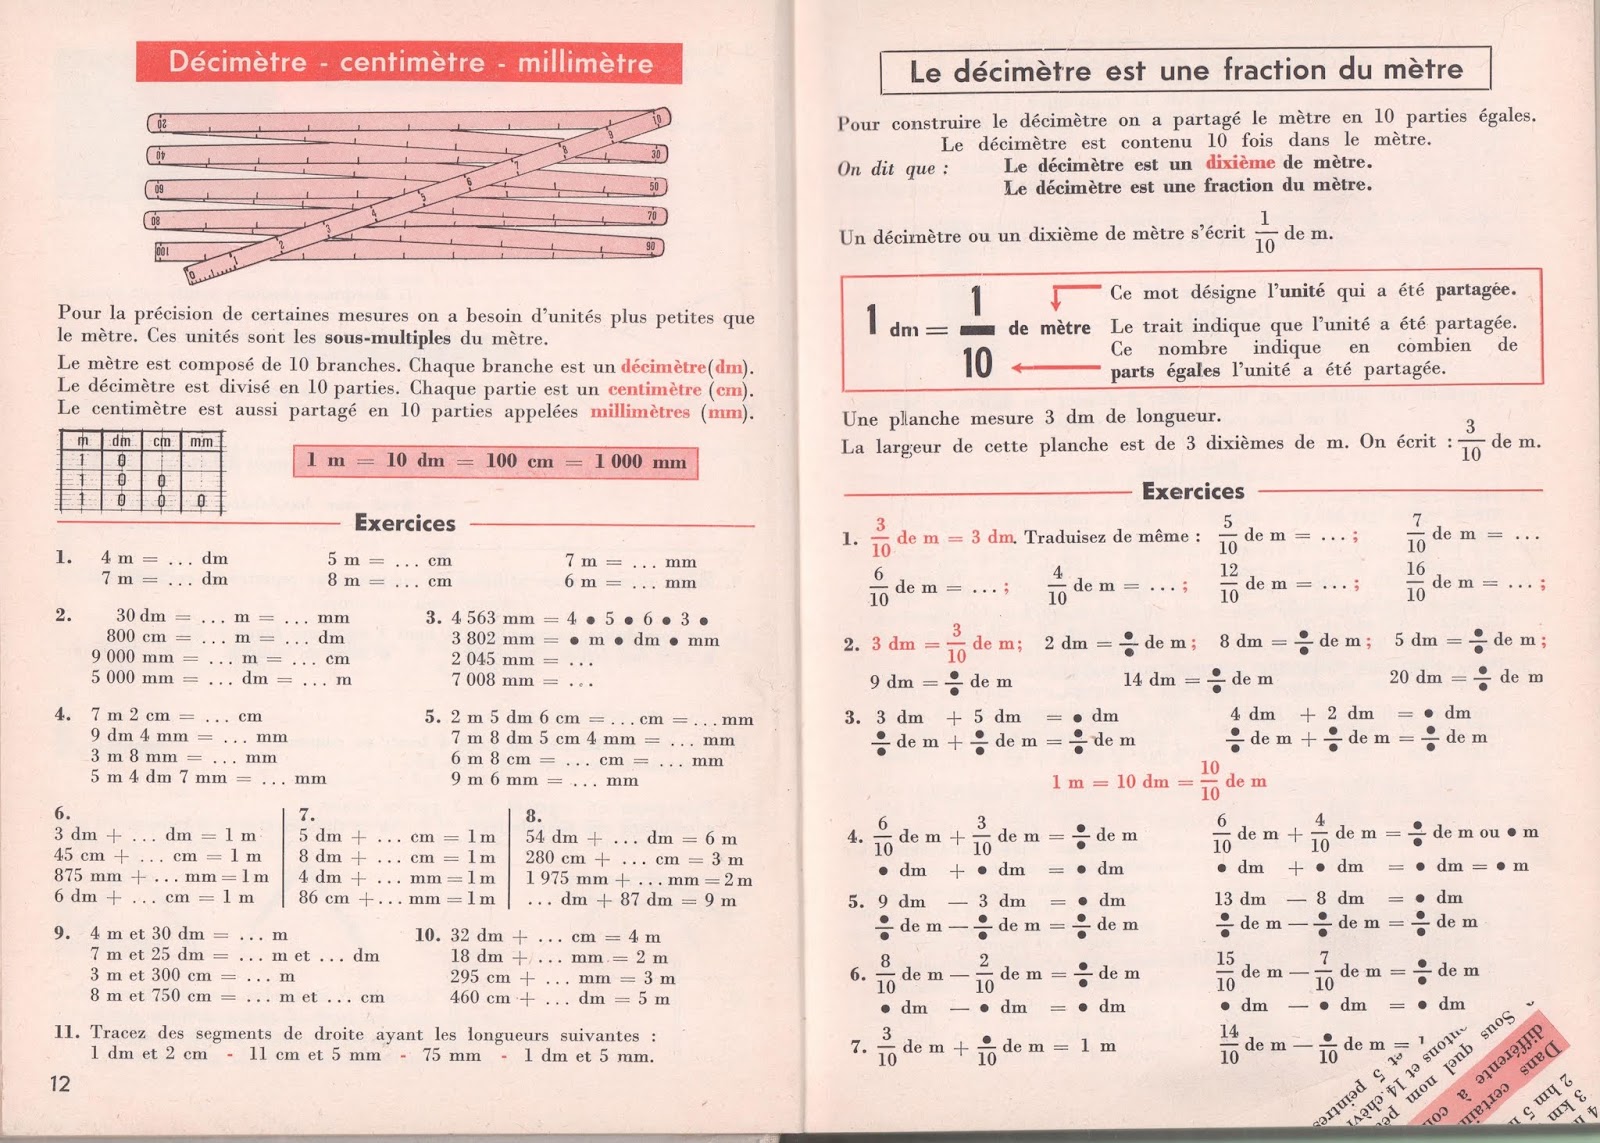 Décimètre - centimètre - millimètre
Pour la précision de certaines mesures on a besoin d'unités plus petites que
le mètre. Ces unités sont les sous-multiples du mètre.
Le mètre est composé de 10 branches. Chaque branche est un décimètre (dm).
Le décimètre est divisé en 10 parties. Chaque partie est un centimètre (cm).
Le centimètre est aussi partagé en 10 parties appelées millimètres (mm).
m dm cm mm
1 0
1 0 0
1 0 0 0
1 m = 10 dm = 100 cm = 1 000 mm
Exercices
1. 4 m = ... dm 5 m = ... cm 7 m = ... mm
7 m = ... dm 8 m = ... cm 6 m = ... mm
2. 30 dm = ... m = ... mm
800 cm = ... m = ... dm
9 000 mm = ... m = ... cm
5 000 mm = ... dm = ... m
3. 4 563 mm = 4 • 5 • 6 • 3 •
3 802 mm = • m • dm • mm
2 045 mm = ...
7 008 mm = ...
4. 7 m 2 cm = ... cm
9 dm 4 mm = ... mm
3 m 8 mm = ... mm
5 m 4 dm 7 mm = ... mm
5. 2 m 5 dm 6 cm = ... cm = ... mm
7 m 8 dm 5 cm 4 mm = ... mm
6 m 8 cm = ... cm = ... mm
9 m 6 mm = ... mm
6.
3 dm + ... dm = 1 m
45 cm + ... cm = 1 m
875 mm + ... mm = 1 m
6 dm + ... cm = 1 m
7.
5 dm + ... cm = 1 m
8 dm + ... cm = 1 m
4 dm + ... mm = 1 m
86 cm + ... mm = 1 m
8.
54 dm + ... dm = 6 m
280 cm + ... cm = 3 m
1 975 mm + ... mm = 2 m
... dm + 87 dm = 9 m
9. 4 m et 30 dm = ... m
7 m et 25 dm = ... m et ... dm
3 m et 300 cm = ... m
8 m et 750 cm = ... m et ... cm
10. 32 dm + ... cm = 4 m
18 dm + ... mm = 2 m
295 cm + ... mm = 3 m
460 cm + ... dm = 5 m
11. Tracez des segments de droite ayant les longueurs suivantes :
1 dm et 2 cm - 11 cm et 5 mm - 75 mm - 1 dm et 5 mm.
12
Le décimètre est une fraction du mètre
Pour construire le décimètre on a partagé le mètre en 10 parties égales.
Le décimètre est contenu 10 fois dans le mètre.
On dit que : Le décimètre est un dixième de mètre.
Le décimètre est une fraction du mètre.
Un décimètre ou un dixième de mètre s'écrit 1/10 de m.
1 dm = 1/10 de mètre
Ce mot désigne l'unité qui a été partagée.
Le trait indique que l'unité a été partagée.
Ce nombre indique en combien de
parts égales l'unité a été partagée.
Une planche mesure 3 dm de longueur.
La largeur de cette planche est de 3 dixièmes de m. On écrit : 3/10 de m.
Exercices
1. 3/10 de m = 3 dm. Traduisez de même : 5/10 de m = ... ; 7/10 de m = ...
6/10 de m = ... ; 4/10 de m = ... ; 12/10 de m = ... ; 16/10 de m = ... ;
2. 3 dm = 3/10 de m ; 2 dm = •/• de m ; 8 dm = •/• de m ; 5 dm = •/• de m ;
9 dm = •/• de m 14 dm = •/• de m 20 dm = •/• de m
3. 3 dm + 5 dm = • dm 4 dm + 2 dm = • dm
•/• de m + •/• de m = •/• de m •/• de m + •/• de m = •/• de m
1 m = 10 dm = 10/10 de m
4. 6/10 de m + 3/10 de m = •/• de m 6/10 de m + 4/10 de m = •/• de m ou • m
• dm + • dm = • dm • dm + • dm = • dm = • m
5. 9 dm — 3 dm = • dm 13 dm — 8 dm = • dm
•/• de m — •/• de m = •/• de m •/• de m — •/• de m = •/• de m
6. 8/10 de m — 2/10 de m = •/• de m 15/10 de m — 7/10 de m = •/• de m
• dm — • dm = • dm • dm — • dm = • dm
7. 3/10 de m + •/10 de m = 1 m 14/10 de m — •/10 de m = 1
Sous
quel nom
et 14 chèv
et 5 peintres
Dans certain
différente à
3 km
2 hm 5